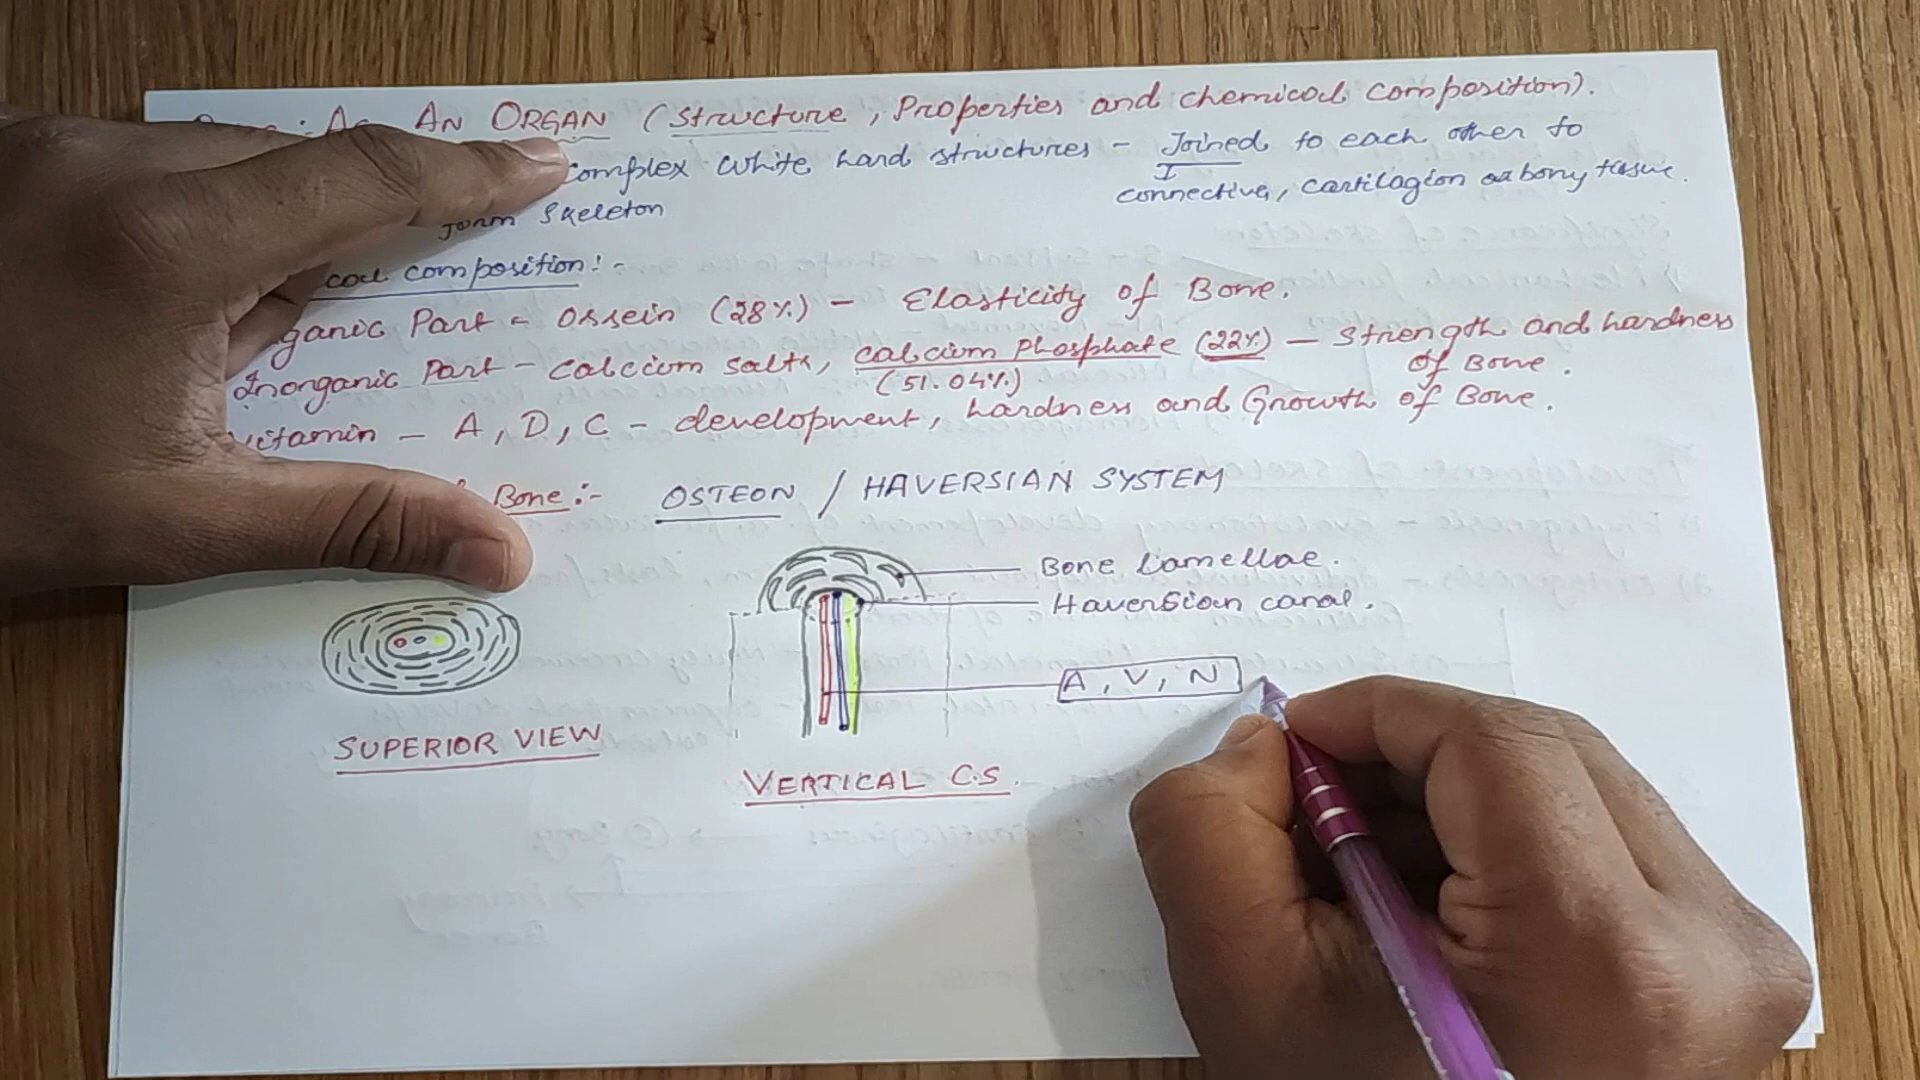 AN ORGAN (Structure, Properties and chemical composition).
complex white hard structures - Joined to each other to
form skeleton connective, cartilagion or bony tissue.
cal composition:-
ganic Part - Ossein (28%) - Elasticity of Bone.
Inorganic Part - calcium salts, calcium phosphate (22%) - Strength and hardness
(51.04%) of Bone.
Vitamin - A, D, C - development, hardness and Growth of Bone.
Bone:- OSTEON / HAVERSIAN SYSTEM
Bone Lamellae.
Haversian canal.
A, V, N
SUPERIOR VIEW
VERTICAL C.S.